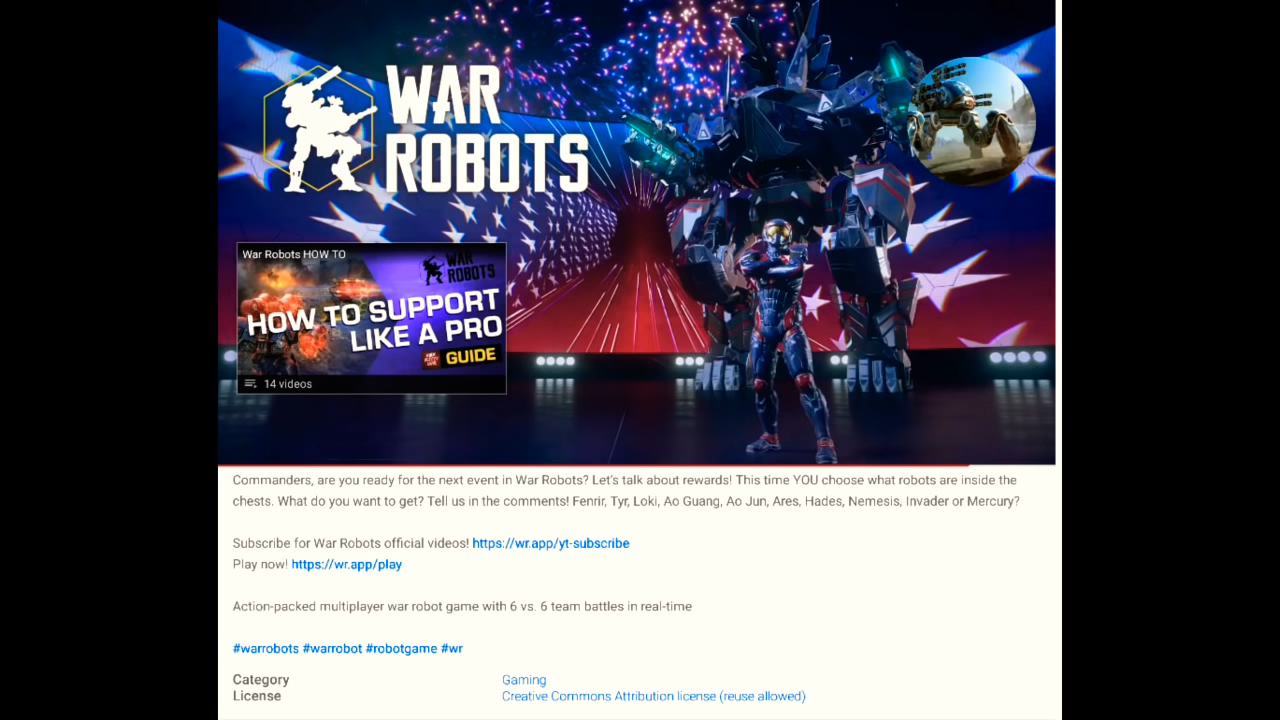 WAR
ROBOTS
War Robots HOW TO
WAR
ROBOTS
HOW TO SUPPORT
LIKE A PRO
GUIDE
14 videos
Commanders, are you ready for the next event in War Robots? Let's talk about rewards! This time YOU choose what robots are inside the
chests. What do you want to get? Tell us in the comments! Fenrir, Tyr, Loki, Ao Guang, Ao Jun, Ares, Hades, Nemesis, Invader or Mercury?
Subscribe for War Robots official videos! https://wr.app/yt-subscribe
Play now! https://wr.app/play
Action-packed multiplayer war robot game with 6 vs. 6 team battles in real-time
#warrobots #warrobot #robotgame #wr
Category Gaming
License Creative Commons Attribution license (reuse allowed)